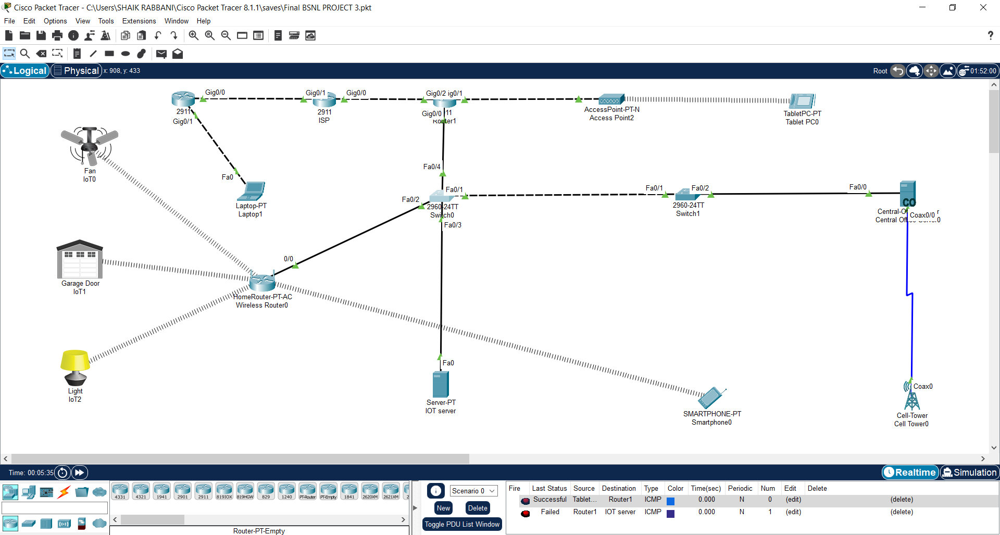 Cisco Packet Tracer - C:\Users\SHAIK RABBANI\Cisco Packet Tracer 8.1.1\saves\Final BSNL PROJECT 3.pkt
File Edit Options View Tools Extensions Window Help
?
Logical Physical x: 908, y: 433 Root 01:52:00
Gig0/0 Gig0/1 Gig0/0 Gig0/2 ig0/1
2911 2911 Gig0/0 11 AccessPoint-PT-N TabletPC-PT
Gig0/1 ISP Router1 Access Point2 Tablet PC0
Fan
IoT0
Fa0/4
Fa0
Laptop-PT
Laptop1
Fa0/1
Fa0/2
2960-24TT
Switch0
Fa0/3
Fa0/1 Fa0/2
2960-24TT
Switch1
Fa0/0
CO
Central-Of r
Coax0/0
Central Office Server0
Garage Door
IoT1
0/0
HomeRouter-PT-AC
Wireless Router0
Light
IoT2
Fa0
Server-PT
IOT server
SMARTPHONE-PT
Smartphone0
Coax0
Cell-Tower
Cell Tower0
Time: 00:05:35 Realtime Simulation
4331 4321 1941 2901 2911 819IOX 819HGW 829 1240 PT-Router PT-Empty 1841 2620XM 2621XM 2
Router-PT-Empty
Scenario 0
New Delete
Toggle PDU List Window
Fire Last Status Source Destination Type Color Time(sec) Periodic Num Edit Delete
Successful Tablet... Router1 ICMP 0.000 N 0 (edit) (delete)
Failed Router1 IOT server ICMP 0.000 N 1 (edit) (delete)